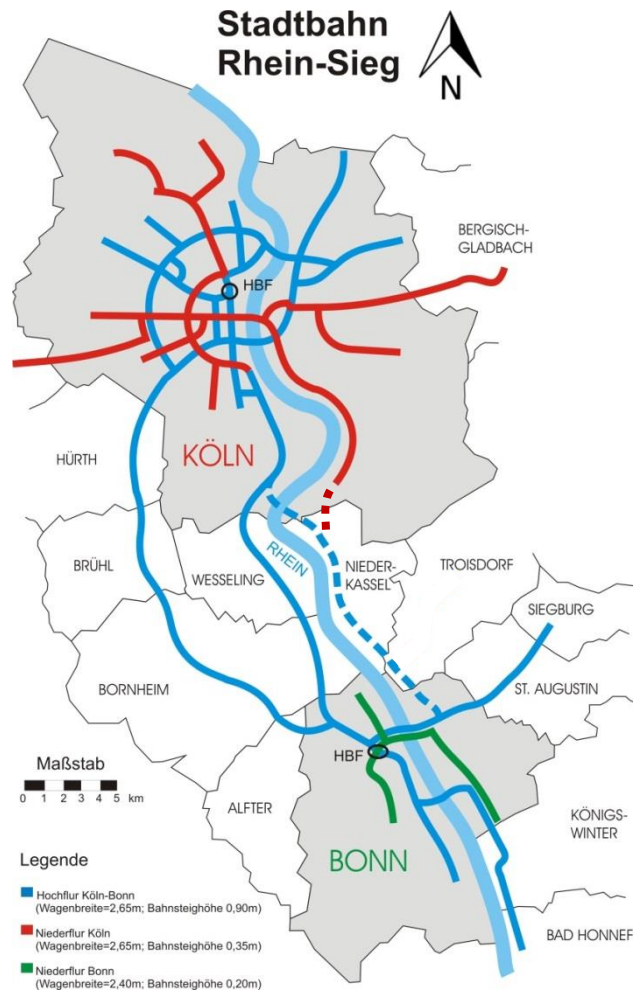 Stadtbahn
Rhein-Sieg
N
BERGISCH-
GLADBACH
HBF
KÖLN
HÜRTH
BRÜHL
WESSELING
RHEIN
NIEDER-
KASSEL
TROISDORF
SIEGBURG
ST. AUGUSTIN
BORNHEIM
HBF
Maßstab
0 1 2 3 4 5 km
ALFTER
KÖNIGS-
WINTER
BONN
BAD HONNEF
Legende
Hochflur Köln-Bonn
(Wagenbreite=2,65m; Bahnsteighöhe 0,90m)
Niederflur Köln
(Wagenbreite=2,65m; Bahnsteighöhe 0,35m)
Niederflur Bonn
(Wagenbreite=2,40m; Bahnsteighöhe 0,20m)